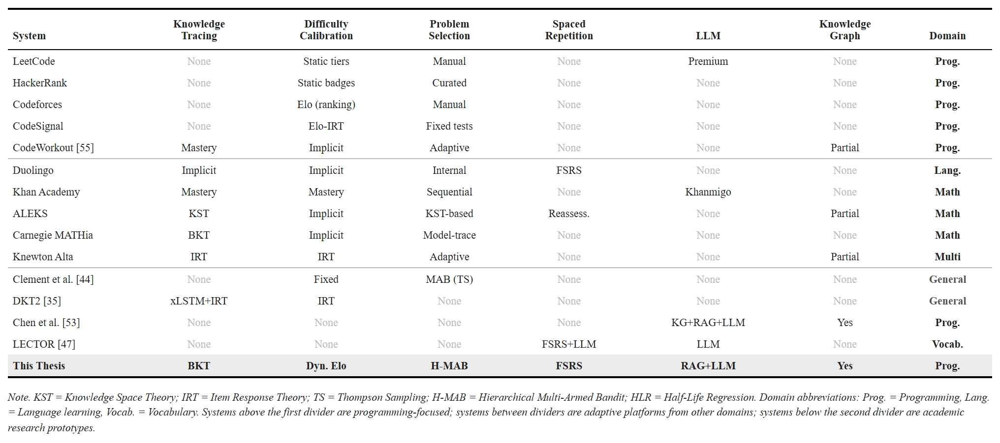 System Knowledge Tracing Difficulty Calibration Problem Selection Spaced Repetition LLM Knowledge Graph Domain
LeetCode None Static tiers Manual None Premium None Prog.
HackerRank None Static badges Curated None None None Prog.
Codeforces None Elo (ranking) Manual None None None Prog.
CodeSignal None Elo-IRT Fixed tests None None None Prog.
CodeWorkout [55] Mastery Implicit Adaptive None None Partial Prog.
Duolingo Implicit Implicit Internal FSRS None None Lang.
Khan Academy Mastery Mastery Sequential None Khanmigo None Math
ALEKS KST Implicit KST-based Reassess. None Partial Math
Carnegie MATHia BKT Implicit Model-trace None None None Math
Knewton Alta IRT IRT Adaptive None None Partial Multi
Clement et al. [44] None Fixed MAB (TS) None None None General
DKT2 [35] xLSTM+IRT IRT None None None None General
Chen et al. [53] None None None None KG+RAG+LLM Yes Prog.
LECTOR [47] None None None FSRS+LLM LLM None Vocab.
This Thesis BKT Dyn. Elo H-MAB FSRS RAG+LLM Yes Prog.
Note. KST = Knowledge Space Theory; IRT = Item Response Theory; TS = Thompson Sampling; H-MAB = Hierarchical Multi-Armed Bandit; HLR = Half-Life Regression. Domain abbreviations: Prog. = Programming, Lang.
= Language learning, Vocab. = Vocabulary. Systems above the first divider are programming-focused; systems between dividers are adaptive platforms from other domains; systems below the second divider are academic
research prototypes.